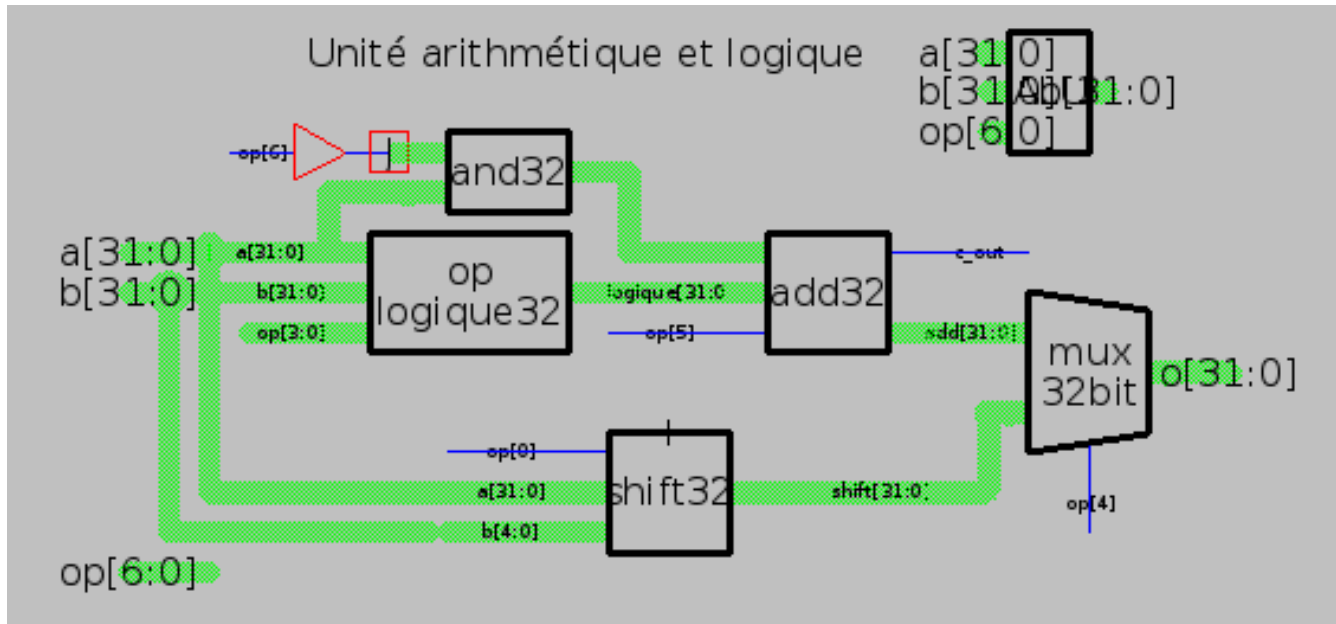 Unité arithmétique et logique
a[31:0]
b[31:0]
op[6:0]
op[6]
and32
a[31:0]
a[31:0]
b[31:0]
b[31:0]
op[3:0]
op
logique32
logique[31:0
op[5]
add32
c_out
add[31:0]
mux
32bit
o[31:0]
op[4]
op[0]
a[31:0]
b[4:0]
shift32
shift[31:0]
op[6:0]